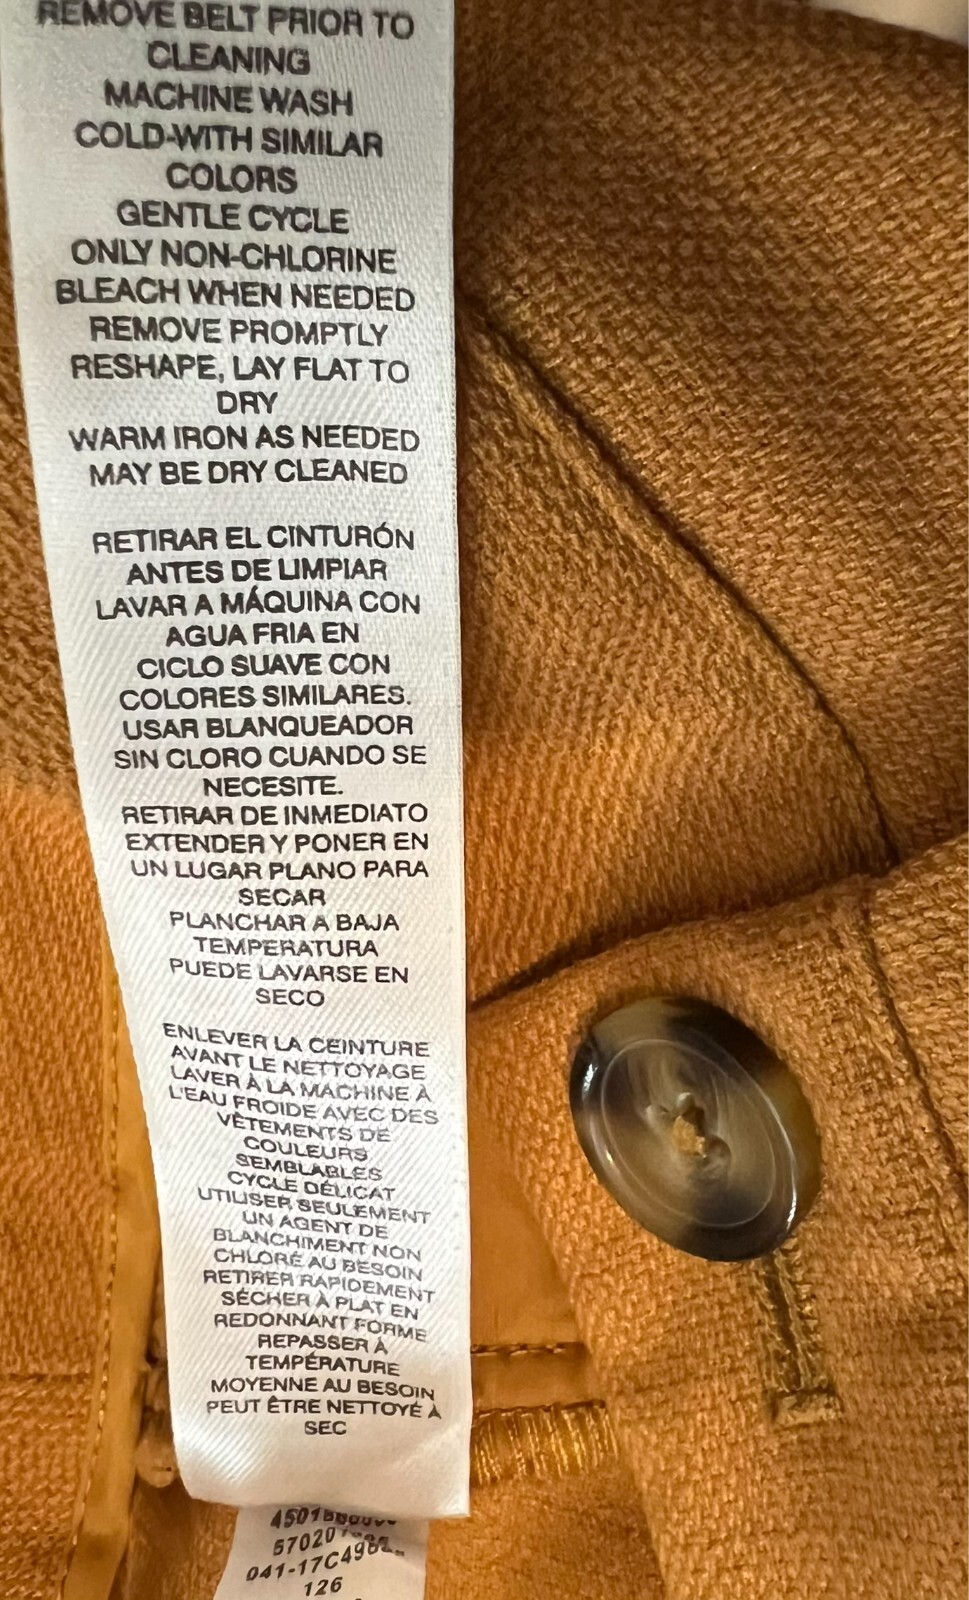 REMOVE BELT PRIOR TO
CLEANING
MACHINE WASH
COLD-WITH SIMILAR
COLORS
GENTLE CYCLE
ONLY NON-CHLORINE
BLEACH WHEN NEEDED
REMOVE PROMPTLY
RESHAPE, LAY FLAT TO
DRY
WARM IRON AS NEEDED
MAY BE DRY CLEANED
RETIRAR EL CINTURÓN
ANTES DE LIMPIAR
LAVAR A MÁQUINA CON
AGUA FRIA EN
CICLO SUAVE CON
COLORES SIMILARES.
USAR BLANQUEADOR
SIN CLORO CUANDO SE
NECESITE.
RETIRAR DE INMEDIATO
EXTENDER Y PONER EN
UN LUGAR PLANO PARA
SECAR
PLANCHAR A BAJA
TEMPERATURA
PUEDE LAVARSE EN
SECO
ENLEVER LA CEINTURE
AVANT LE NETTOYAGE
LAVER À LA MACHINE À
L'EAU FROIDE AVEC DES
VÊTEMENTS DE
COULEURS
SEMBLABLES
CYCLE DÉLICAT
UTILISER SEULEMENT
UN AGENT DE
BLANCHIMENT NON
CHLORÉ AU BESOIN
RETIRER RAPIDEMENT
SÉCHER À PLAT EN
REDONNANT FORME
REPASSER À
TEMPÉRATURE
MOYENNE AU BESOIN
PEUT ÊTRE NETTOYÉ À
SEC
126